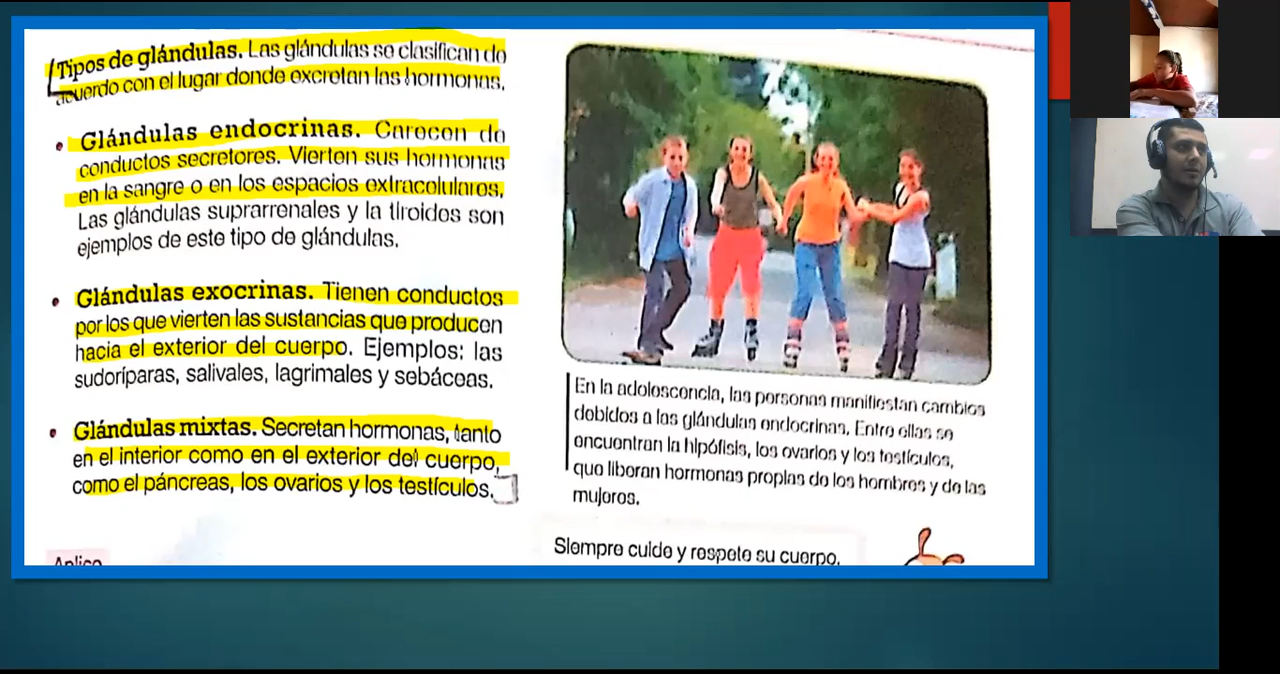 Tipos de glándulas. Las glándulas se clasifican de
acuerdo con el lugar donde excretan las hormonas.
• Glándulas endocrinas. Carecen de
conductos secretores. Vierten sus hormonas
en la sangre o en los espacios extracelulares.
Las glándulas suprarrenales y la tiroides son
ejemplos de este tipo de glándulas.
• Glándulas exocrinas. Tienen conductos
por los que vierten las sustancias que producen
hacia el exterior del cuerpo. Ejemplos: las
sudoríparas, salivales, lagrimales y sebáceas.
• Glándulas mixtas. Secretan hormonas, tanto
en el interior como en el exterior del cuerpo,
como el páncreas, los ovarios y los testículos.
Aplico
En la adolescencia, las personas manifiestan cambios
debidos a las glándulas endocrinas. Entre ellas se
encuentran la hipófisis, los ovarios y los testículos,
que liberan hormonas propias de los hombres y de las
mujeres.
Siempre cuide y respete su cuerpo.